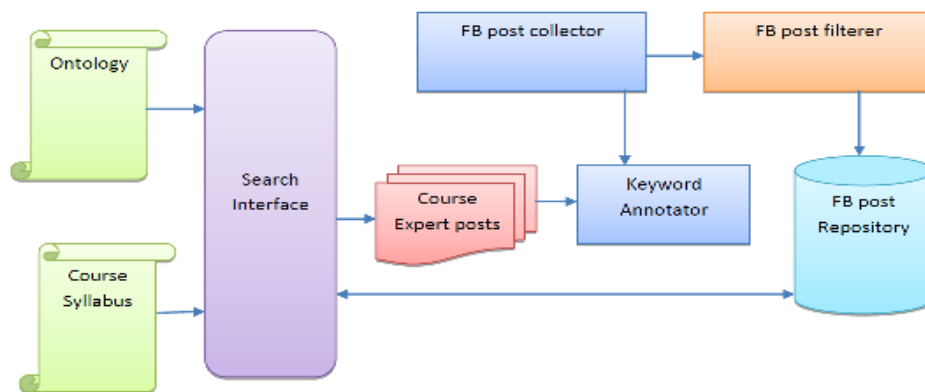 Ontology
Course
Syllabus
Search
Interface
FB post collector
FB post filterer
Course
Expert posts
Keyword
Annotator
FB post
Repository